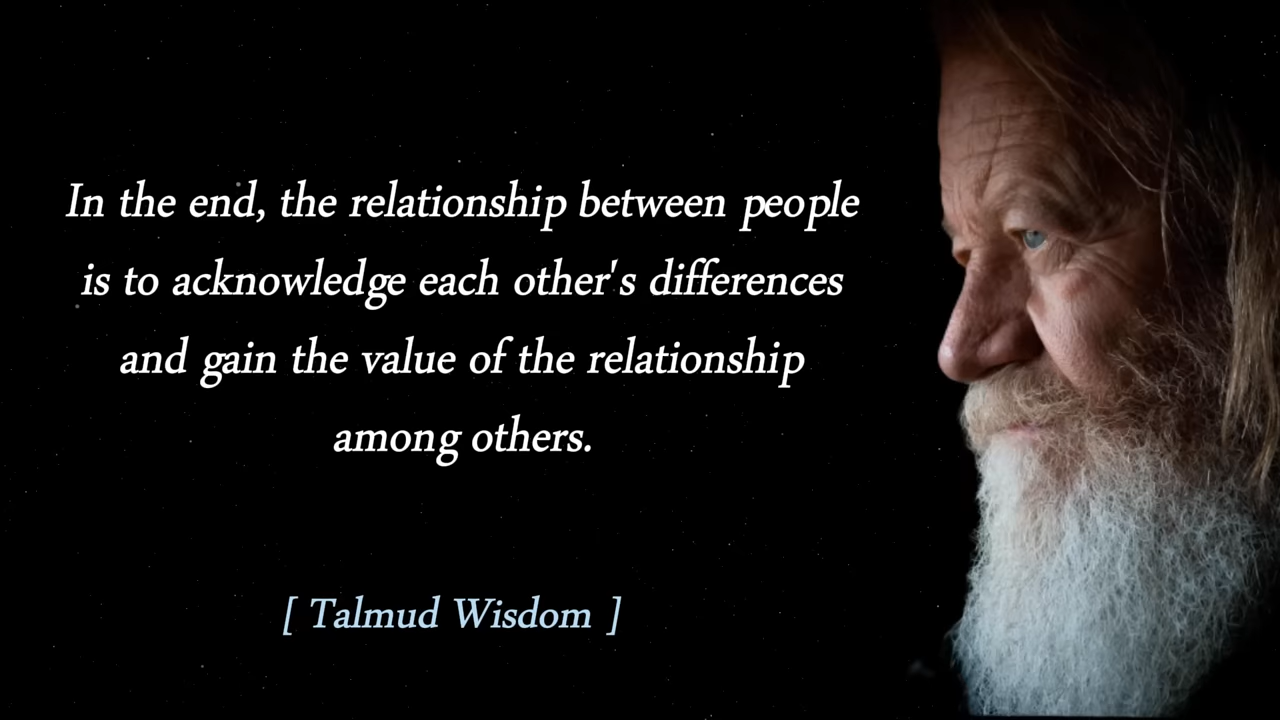 In the end, the relationship between people
is to acknowledge each other's differences
and gain the value of the relationship
among others.
[ Talmud Wisdom ]